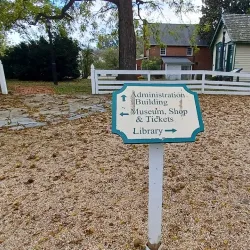 Administration
Building
Museum, Shop
& Tickets
Library